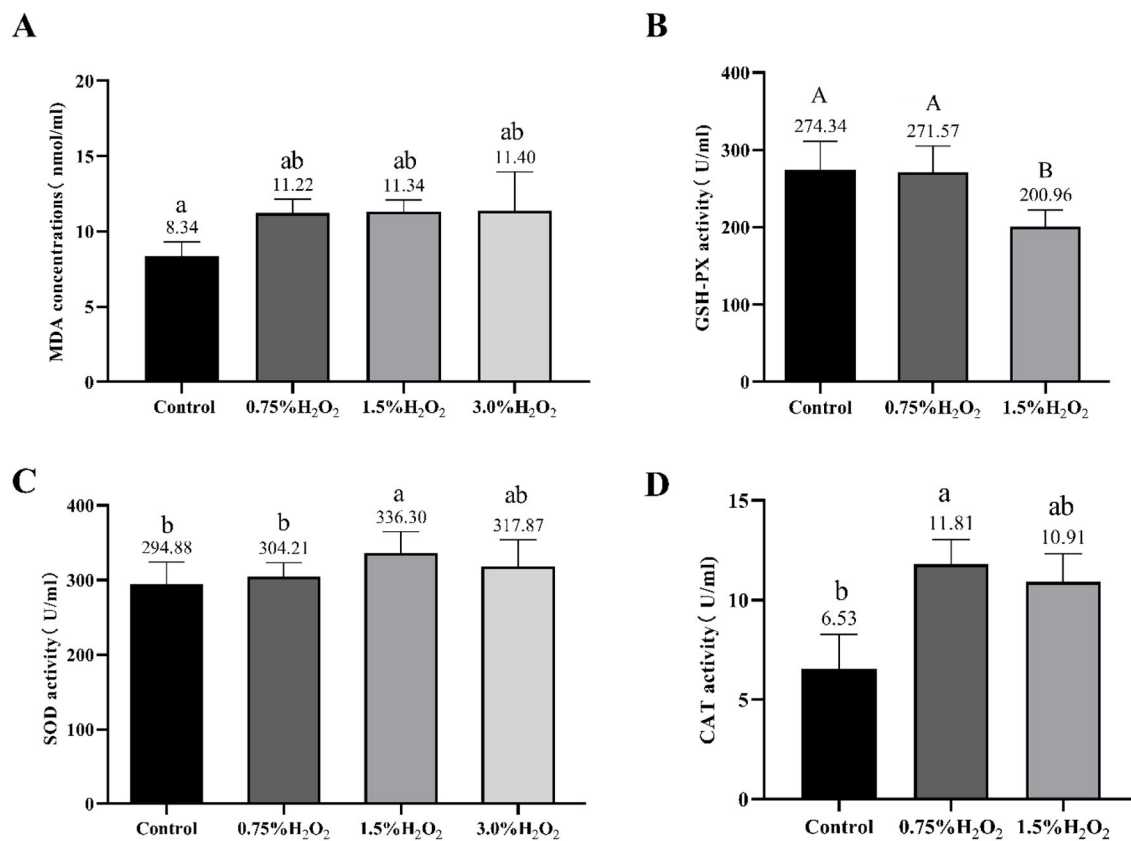 A
MDA concentrations( nmol/ml)
20
15
10
5
0
a
8.34
ab
11.22
ab
11.34
ab
11.40
Control
0.75%H₂O₂
1.5%H₂O₂
3.0%H₂O₂
B
GSH-PX activity( U/ml)
400
300
200
100
0
A
274.34
A
271.57
B
200.96
Control
0.75%H₂O₂
1.5%H₂O₂
C
SOD activity( U/ml)
400
300
200
100
0
b
294.88
b
304.21
a
336.30
ab
317.87
Control
0.75%H₂O₂
1.5%H₂O₂
3.0%H₂O₂
D
CAT activity( U/ml)
15
10
5
0
b
6.53
a
11.81
ab
10.91
Control
0.75%H₂O₂
1.5%H₂O₂